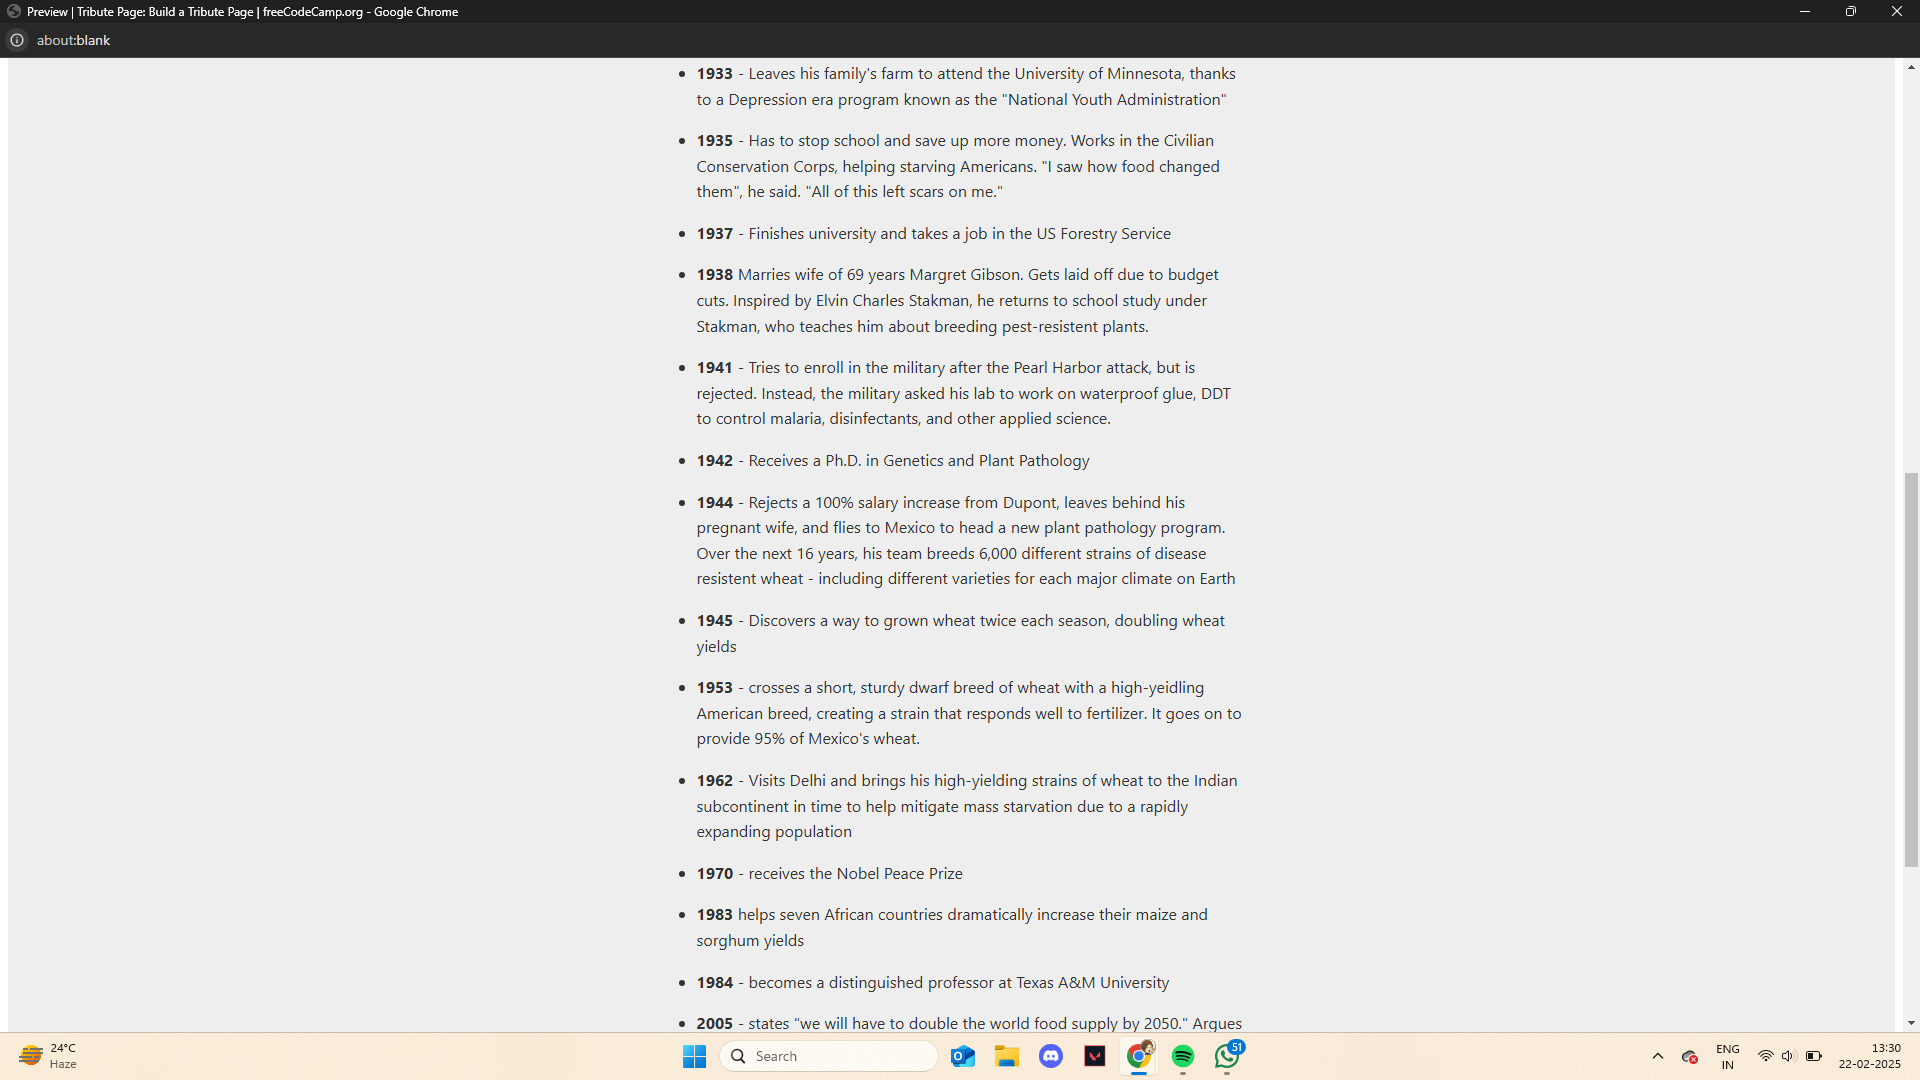 Preview | Tribute Page: Build a Tribute Page | freeCodeCamp.org - Google Chrome
about:blank
1933 - Leaves his family's farm to attend the University of Minnesota, thanks
to a Depression era program known as the "National Youth Administration"
1935 - Has to stop school and save up more money. Works in the Civilian
Conservation Corps, helping starving Americans. "I saw how food changed
them", he said. "All of this left scars on me."
1937 - Finishes university and takes a job in the US Forestry Service
1938 Marries wife of 69 years Margret Gibson. Gets laid off due to budget
cuts. Inspired by Elvin Charles Stakman, he returns to school study under
Stakman, who teaches him about breeding pest-resistent plants.
1941 - Tries to enroll in the military after the Pearl Harbor attack, but is
rejected. Instead, the military asked his lab to work on waterproof glue, DDT
to control malaria, disinfectants, and other applied science.
1942 - Receives a Ph.D. in Genetics and Plant Pathology
1944 - Rejects a 100% salary increase from Dupont, leaves behind his
pregnant wife, and flies to Mexico to head a new plant pathology program.
Over the next 16 years, his team breeds 6,000 different strains of disease
resistent wheat - including different varieties for each major climate on Earth
1945 - Discovers a way to grown wheat twice each season, doubling wheat
yields
1953 - crosses a short, sturdy dwarf breed of wheat with a high-yeidling
American breed, creating a strain that responds well to fertilizer. It goes on to
provide 95% of Mexico's wheat.
1962 - Visits Delhi and brings his high-yielding strains of wheat to the Indian
subcontinent in time to help mitigate mass starvation due to a rapidly
expanding population
1970 - receives the Nobel Peace Prize
1983 helps seven African countries dramatically increase their maize and
sorghum yields
1984 - becomes a distinguished professor at Texas A&M University
2005 - states "we will have to double the world food supply by 2050." Argues
24°C
Haze
Search
51
ENG
IN
13:30
22-02-2025